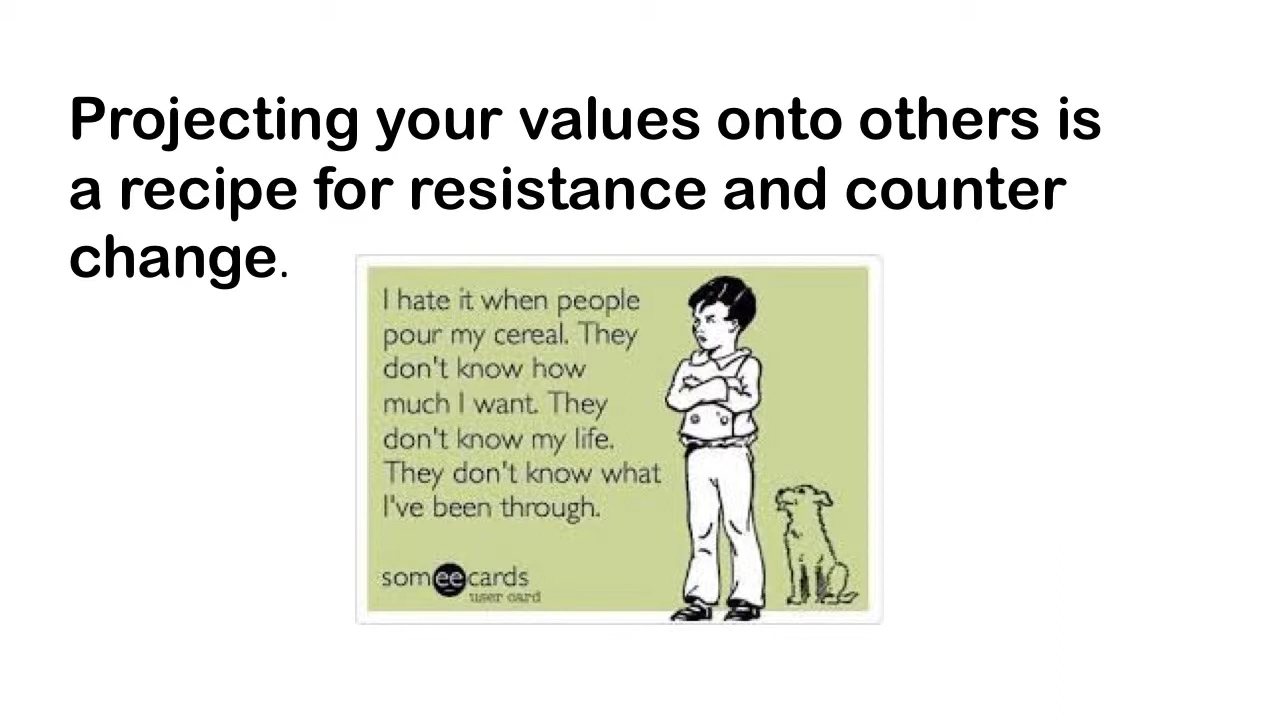 Projecting your values onto others is
a recipe for resistance and counter
change.
I hate it when people
pour my cereal. They
don't know how
much I want. They
don't know my life.
They don't know what
I've been through.
someecards
user card